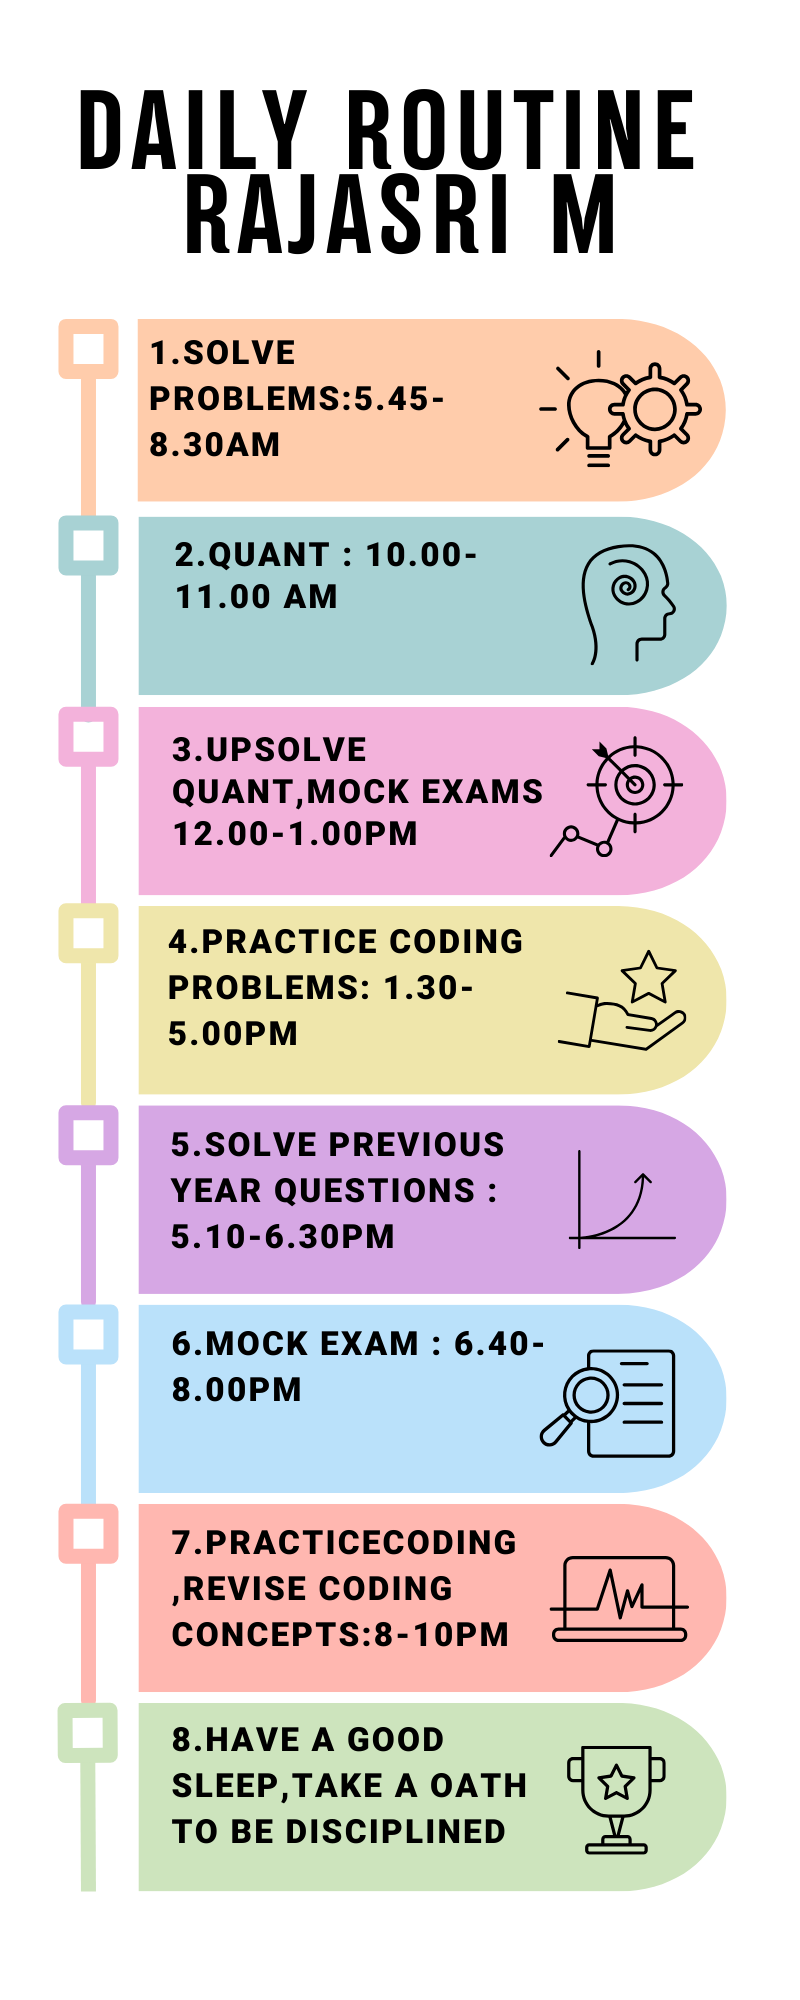 DAILY ROUTINE
RAJASRI M
1.SOLVE
PROBLEMS:5.45-
8.30AM
2.QUANT : 10.00-
11.00 AM
3.UPSOLVE
QUANT,MOCK EXAMS
12.00-1.00PM
4.PRACTICE CODING
PROBLEMS: 1.30-
5.00PM
5.SOLVE PREVIOUS
YEAR QUESTIONS :
5.10-6.30PM
6.MOCK EXAM : 6.40-
8.00PM
7.PRACTICECODING
,REVISE CODING
CONCEPTS:8-10PM
8.HAVE A GOOD
SLEEP,TAKE A OATH
TO BE DISCIPLINED